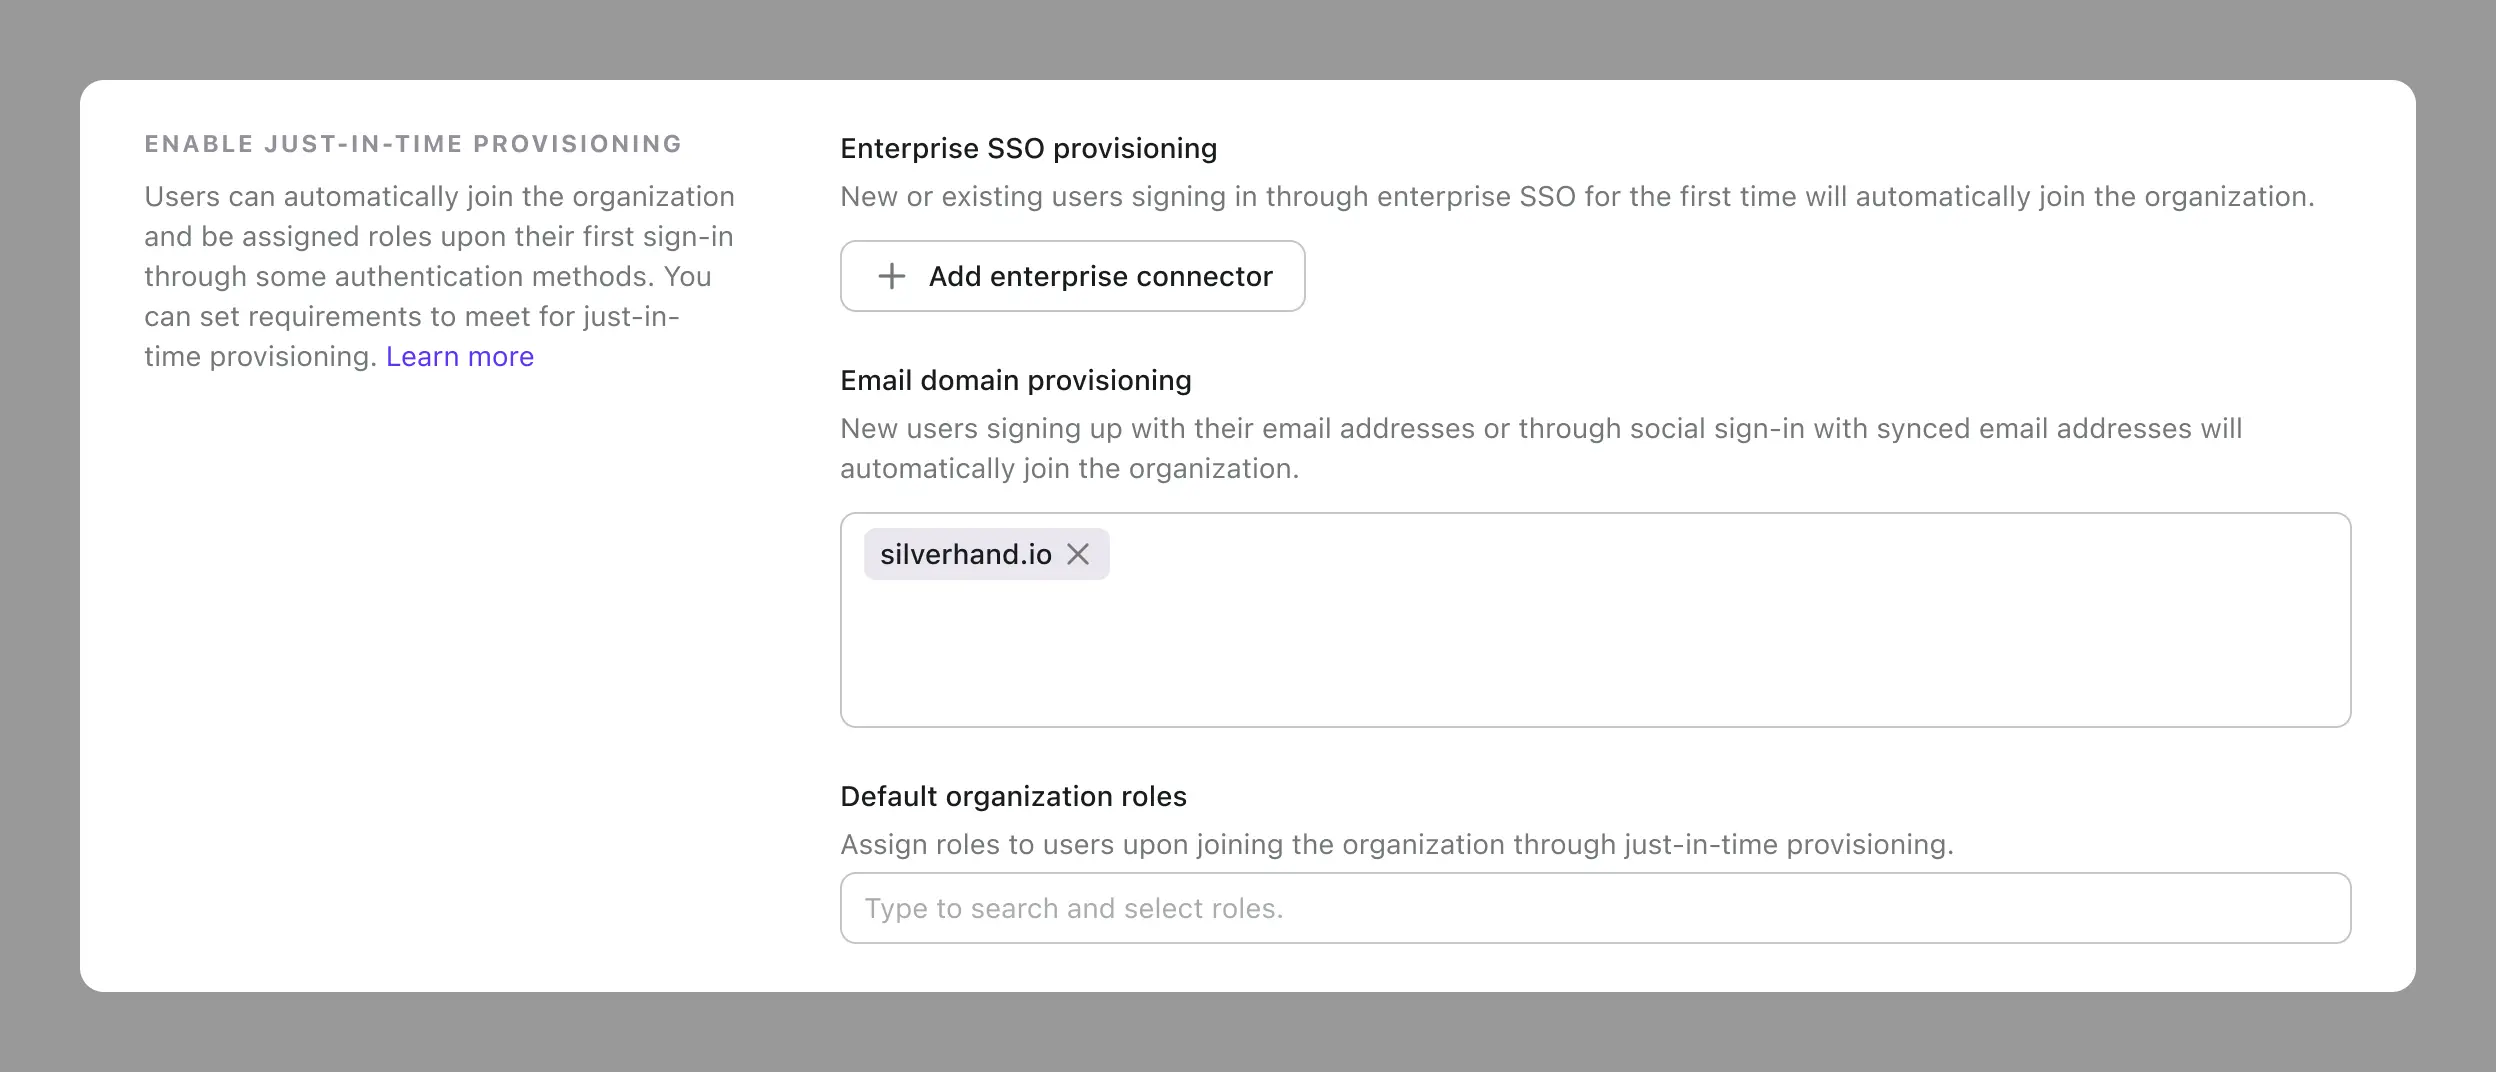 ENABLE JUST-IN-TIME PROVISIONING
Users can automatically join the organization
and be assigned roles upon their first sign-in
through some authentication methods. You
can set requirements to meet for just-in-
time provisioning. Learn more
Enterprise SSO provisioning
New or existing users signing in through enterprise SSO for the first time will automatically join the organization.
Add enterprise connector
Email domain provisioning
New users signing up with their email addresses or through social sign-in with synced email addresses will
automatically join the organization.
silverhand.io
Default organization roles
Assign roles to users upon joining the organization through just-in-time provisioning.
Type to search and select roles.